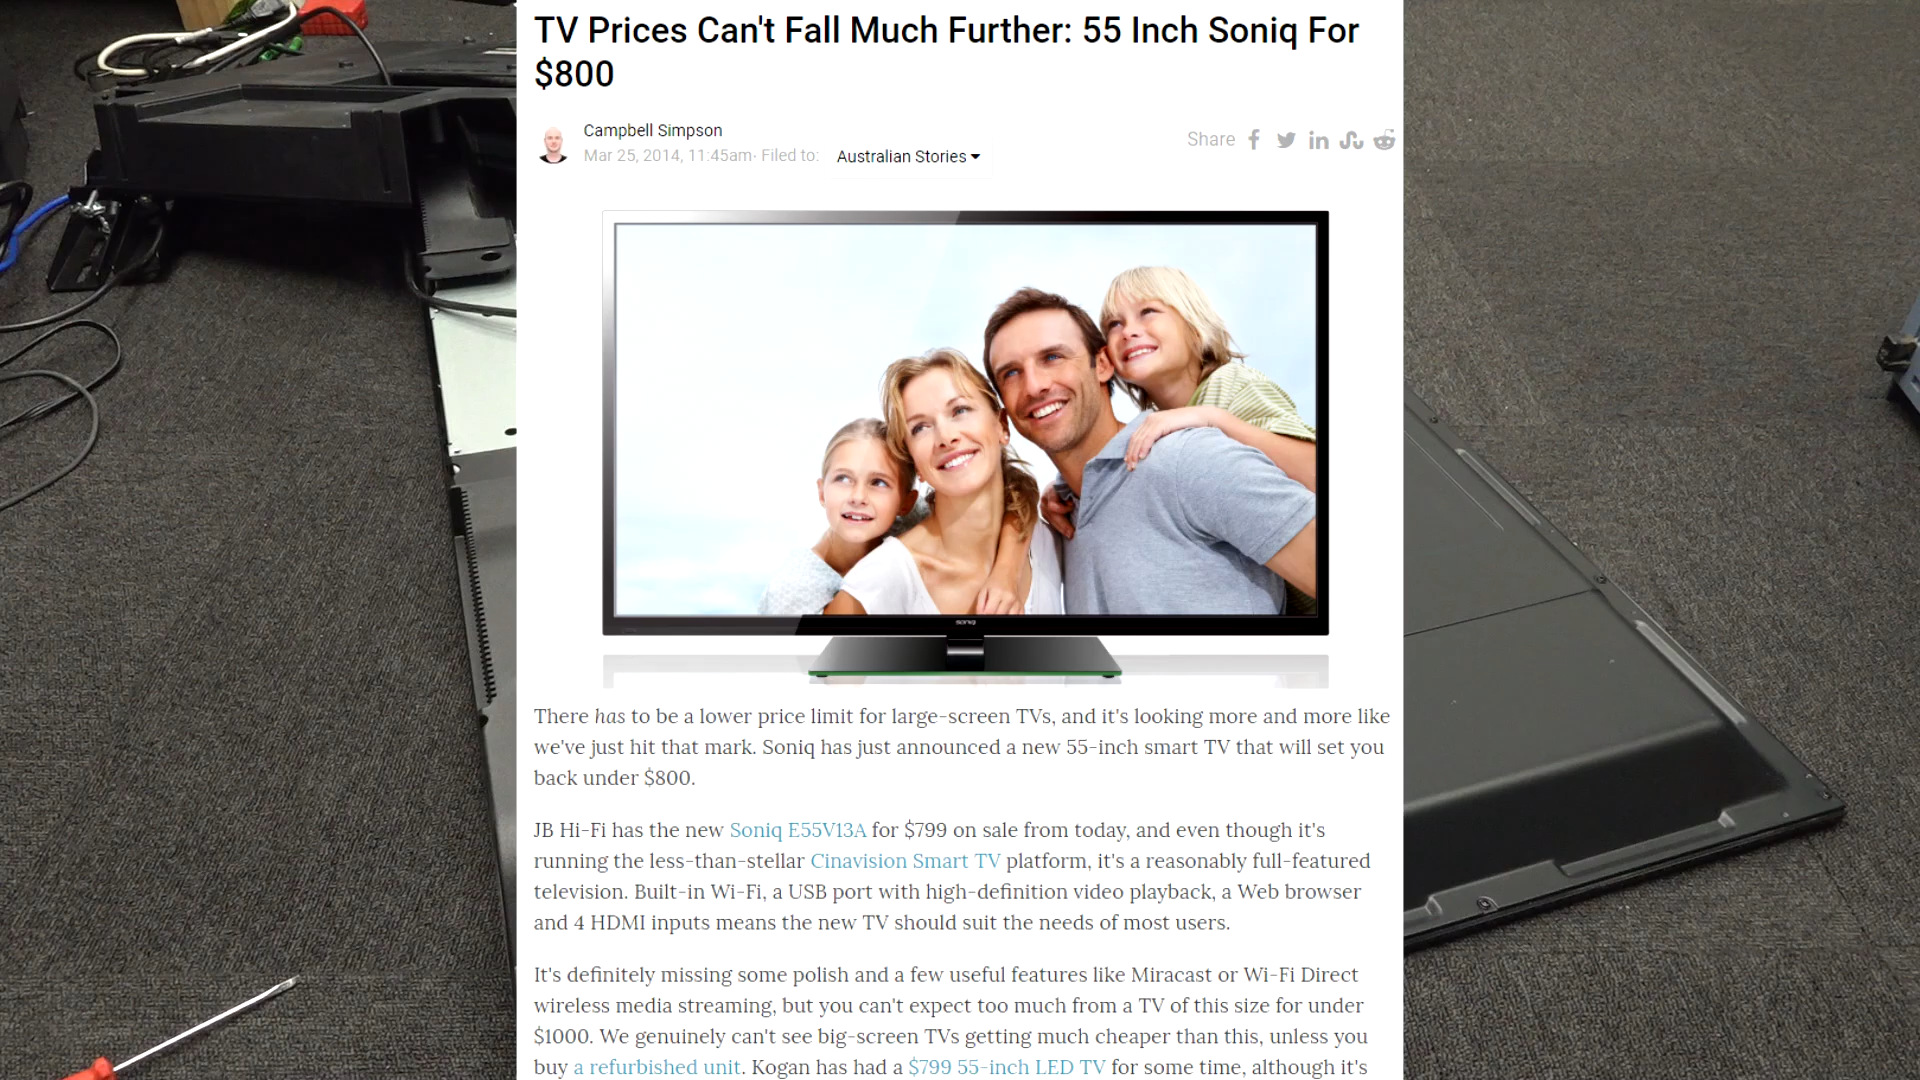 TV Prices Can't Fall Much Further: 55 Inch Soniq For
$800
Campbell Simpson
Mar 25, 2014, 11:45am· Filed to:
Australian Stories
Share
soniq
There has to be a lower price limit for large-screen TVs, and it's looking more and more like
we've just hit that mark. Soniq has just announced a new 55-inch smart TV that will set you
back under $800.
JB Hi-Fi has the new Soniq E55V13A for $799 on sale from today, and even though it's
running the less-than-stellar Cinavision Smart TV platform, it's a reasonably full-featured
television. Built-in Wi-Fi, a USB port with high-definition video playback, a Web browser
and 4 HDMI inputs means the new TV should suit the needs of most users.
It's definitely missing some polish and a few useful features like Miracast or Wi-Fi Direct
wireless media streaming, but you can't expect too much from a TV of this size for under
$1000. We genuinely can't see big-screen TVs getting much cheaper than this, unless you
buy a refurbished unit. Kogan has had a $799 55-inch LED TV for some time, although it's